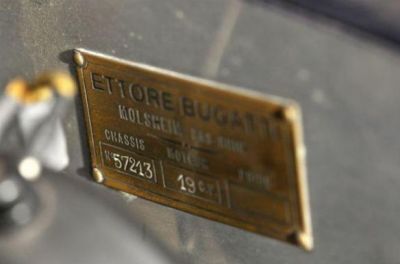 ETTORE BUGATTI
MOLSHEIM BAS-RHIN
CHASSIS MOTEUR
N° 57213 19 CV